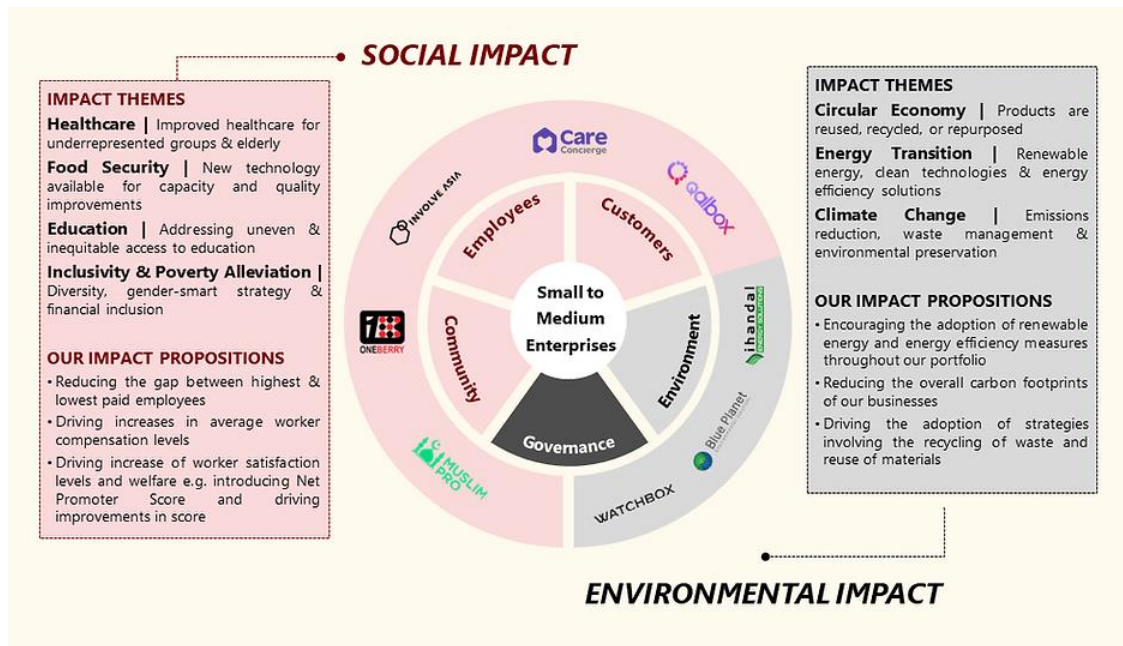 SOCIAL IMPACT
IMPACT THEMES
Healthcare | Improved healthcare for
underrepresented groups & elderly
Food Security | New technology
available for capacity and quality
improvements
Education | Addressing uneven &
inequitable access to education
Inclusivity & Poverty Alleviation |
Diversity, gender-smart strategy &
financial inclusion
OUR IMPACT PROPOSITIONS
• Reducing the gap between highest &
lowest paid employees
• Driving increases in average worker
compensation levels
• Driving increase of worker satisfaction
levels and welfare e.g. introducing Net
Promoter Score and driving
improvements in score
Care
Concierge
Qalbox
INVOLVE ASIA
ONEBERRY
MUSLIM
PRO
Employees
Customers
Community
Environment
Governance
Small to
Medium
Enterprises
ihandal
ENERGY SOLUTIONS
Blue Planet
WATCHBOX
IMPACT THEMES
Circular Economy | Products are
reused, recycled, or repurposed
Energy Transition | Renewable
energy, clean technologies & energy
efficiency solutions
Climate Change | Emissions
reduction, waste management &
environmental preservation
OUR IMPACT PROPOSITIONS
• Encouraging the adoption of renewable
energy and energy efficiency measures
throughout our portfolio
• Reducing the overall carbon footprints
of our businesses
• Driving the adoption of strategies
involving the recycling of waste and
reuse of materials
ENVIRONMENTAL IMPACT